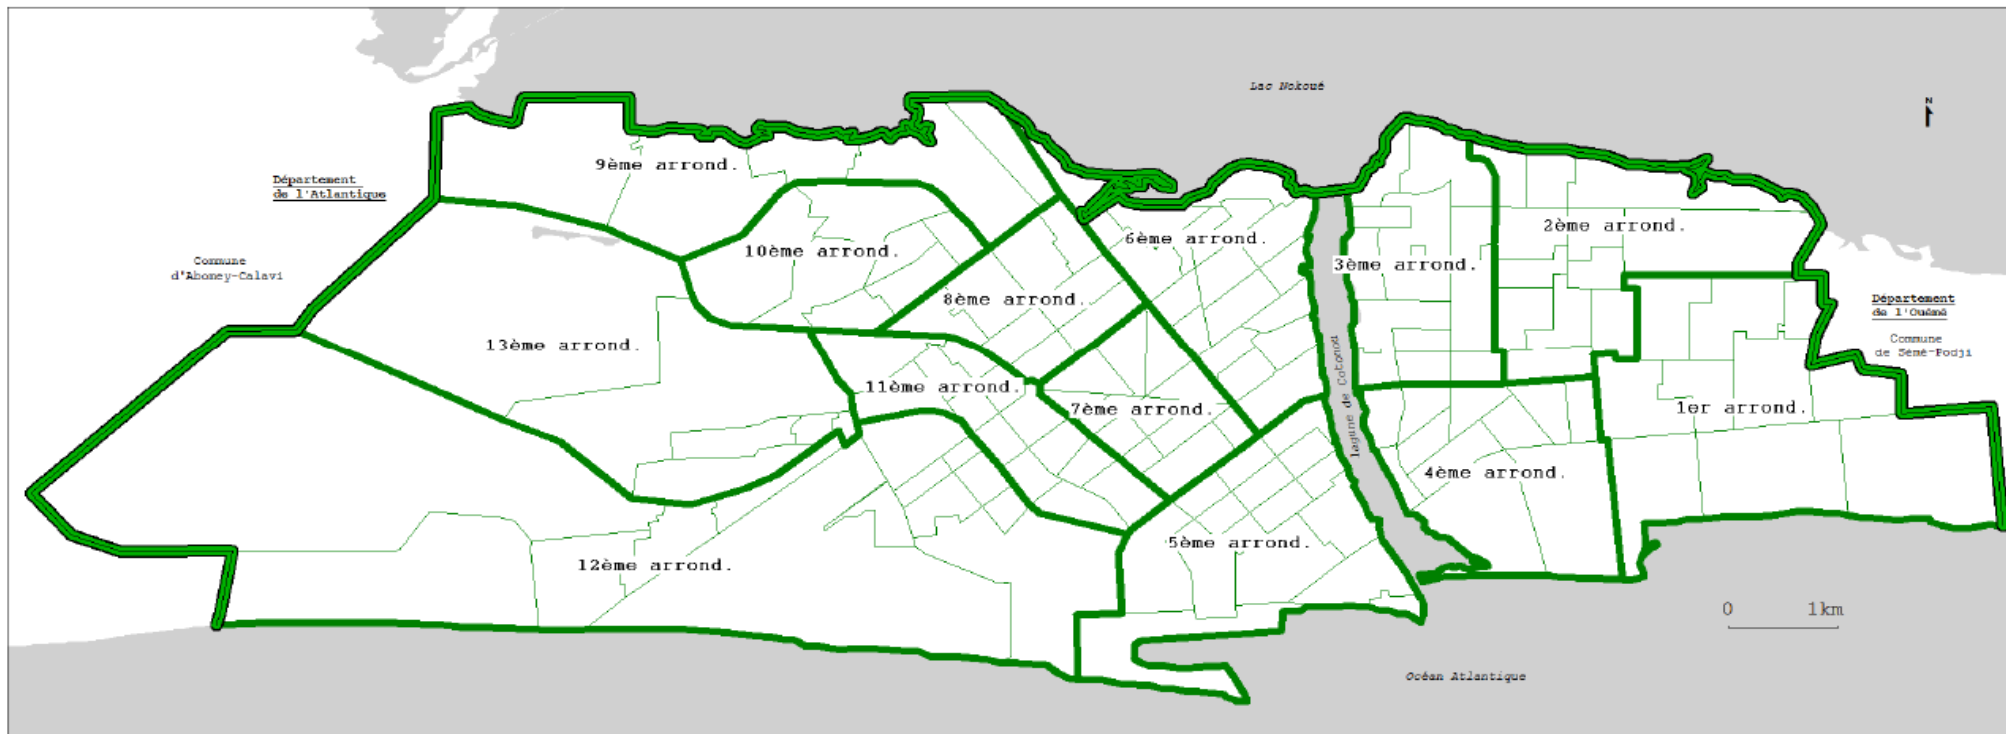 Lac Nokoué
N
9ème arrond.
Département
de l'Atlantique
2ème arrond.
6ème arrond.
10ème arrond.
Commune
d'Abomey-Calavi
3ème arrond.
8ème arrond.
Département
de l'Ouémé
13ème arrond.
Commune
de Sèmè-Podji
11ème arrond.
lagune de Cotonou
7ème arrond.
1er arrond.
4ème arrond.
5ème arrond.
12ème arrond.
0 1km
Océan Atlantique